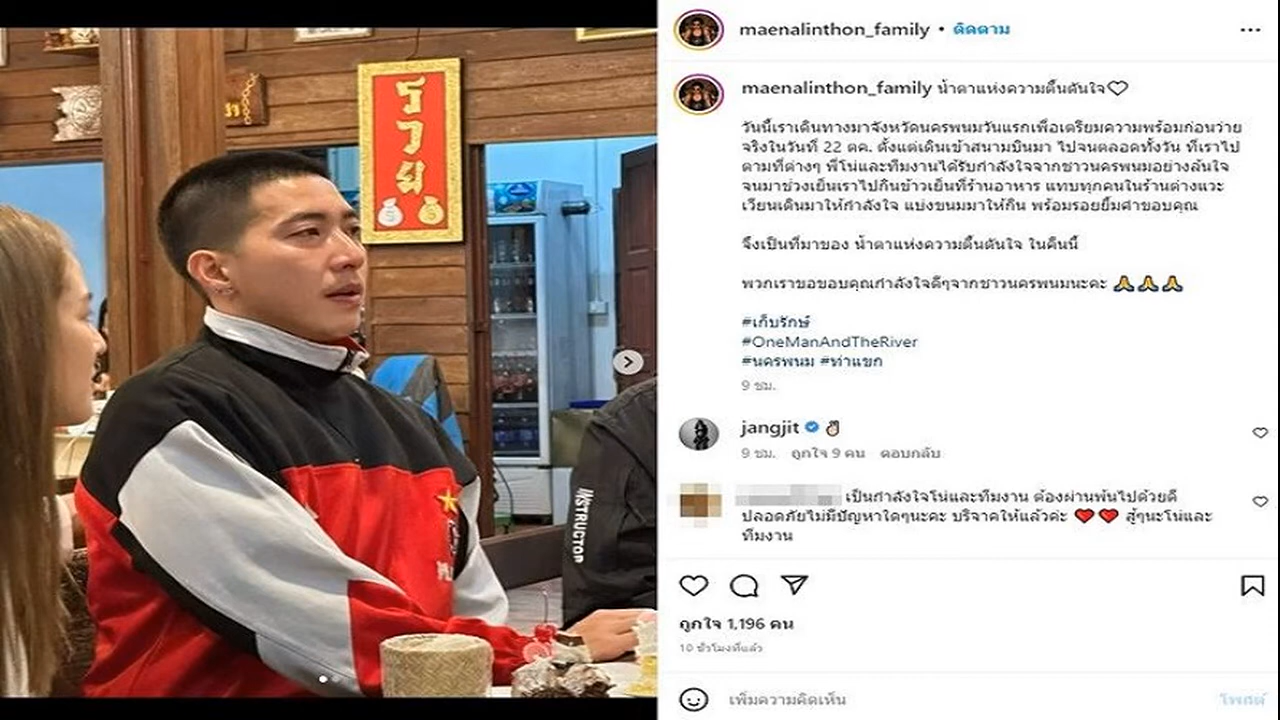 รวย
INSTRUCTOR
maenalinthon_family • ติดตาม
maenalinthon_family น้ำตาแห่งความตื้นตันใจ
วันนี้เราเดินทางมาจังหวัดนครพนมวันแรกเพื่อเตรียมความพร้อมก่อนว่าย
จริงในวันที่ 22 ตค. ตั้งแต่เดินเข้าสนามบินมา ไปจนตลอดทั้งวัน ที่เราไป
ตามที่ต่างๆ พี่โน่และทีมงานได้รับกำลังใจจากชาวนครพนมอย่างล้นใจ
จนมาช่วงเย็นเราไปกินข้าวเย็นที่ร้านอาหาร แทบทุกคนในร้านต่างแวะ
เวียนเดินมาให้กำลังใจ แบ่งขนมมาให้กิน พร้อมรอยยิ้มคำขอบคุณ
จึงเป็นที่มาของ น้ำตาแห่งความตื้นตันใจ ในคืนนี้
พวกเราขอขอบคุณกำลังใจดีๆจากชาวนครพนมนะคะ 🙏🙏🙏
#เก็บรักษ์
#OneManAndTheRiver
#นครพนม #ท่าแขก
9 ชม.
jangjit
9 ชม. ถูกใจ 9 คน ตอบกลับ
เป็นกำลังใจโน่และทีมงาน ต้องผ่านพ้นไปด้วยดี
ปลอดภัยไม่มีปัญหาใดๆนะคะ บริจาคให้แล้วค่ะ ❤️❤️ สู้ๆนะโน่และ
ทีมงาน
ถูกใจ 1,196 คน
10 ชั่วโมงที่แล้ว
เพิ่มความคิดเห็น
โพสต์